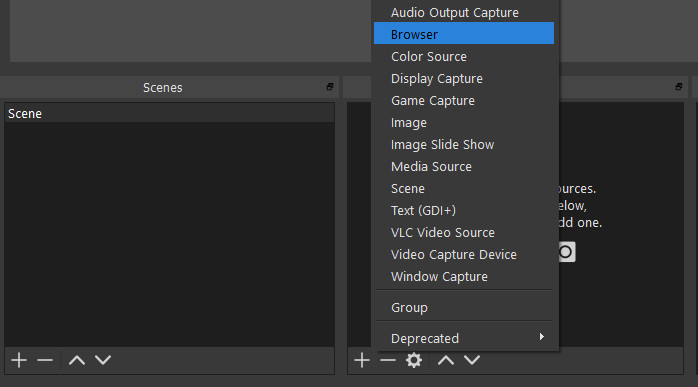 Audio Output Capture
Browser
Color Source
Display Capture
Game Capture
Image
Image Slide Show
Media Source
Scene
Text (GDI+)
VLC Video Source
Video Capture Device
Window Capture
Group
Deprecated
Scenes
Scene
ources.
elow,
dd one.